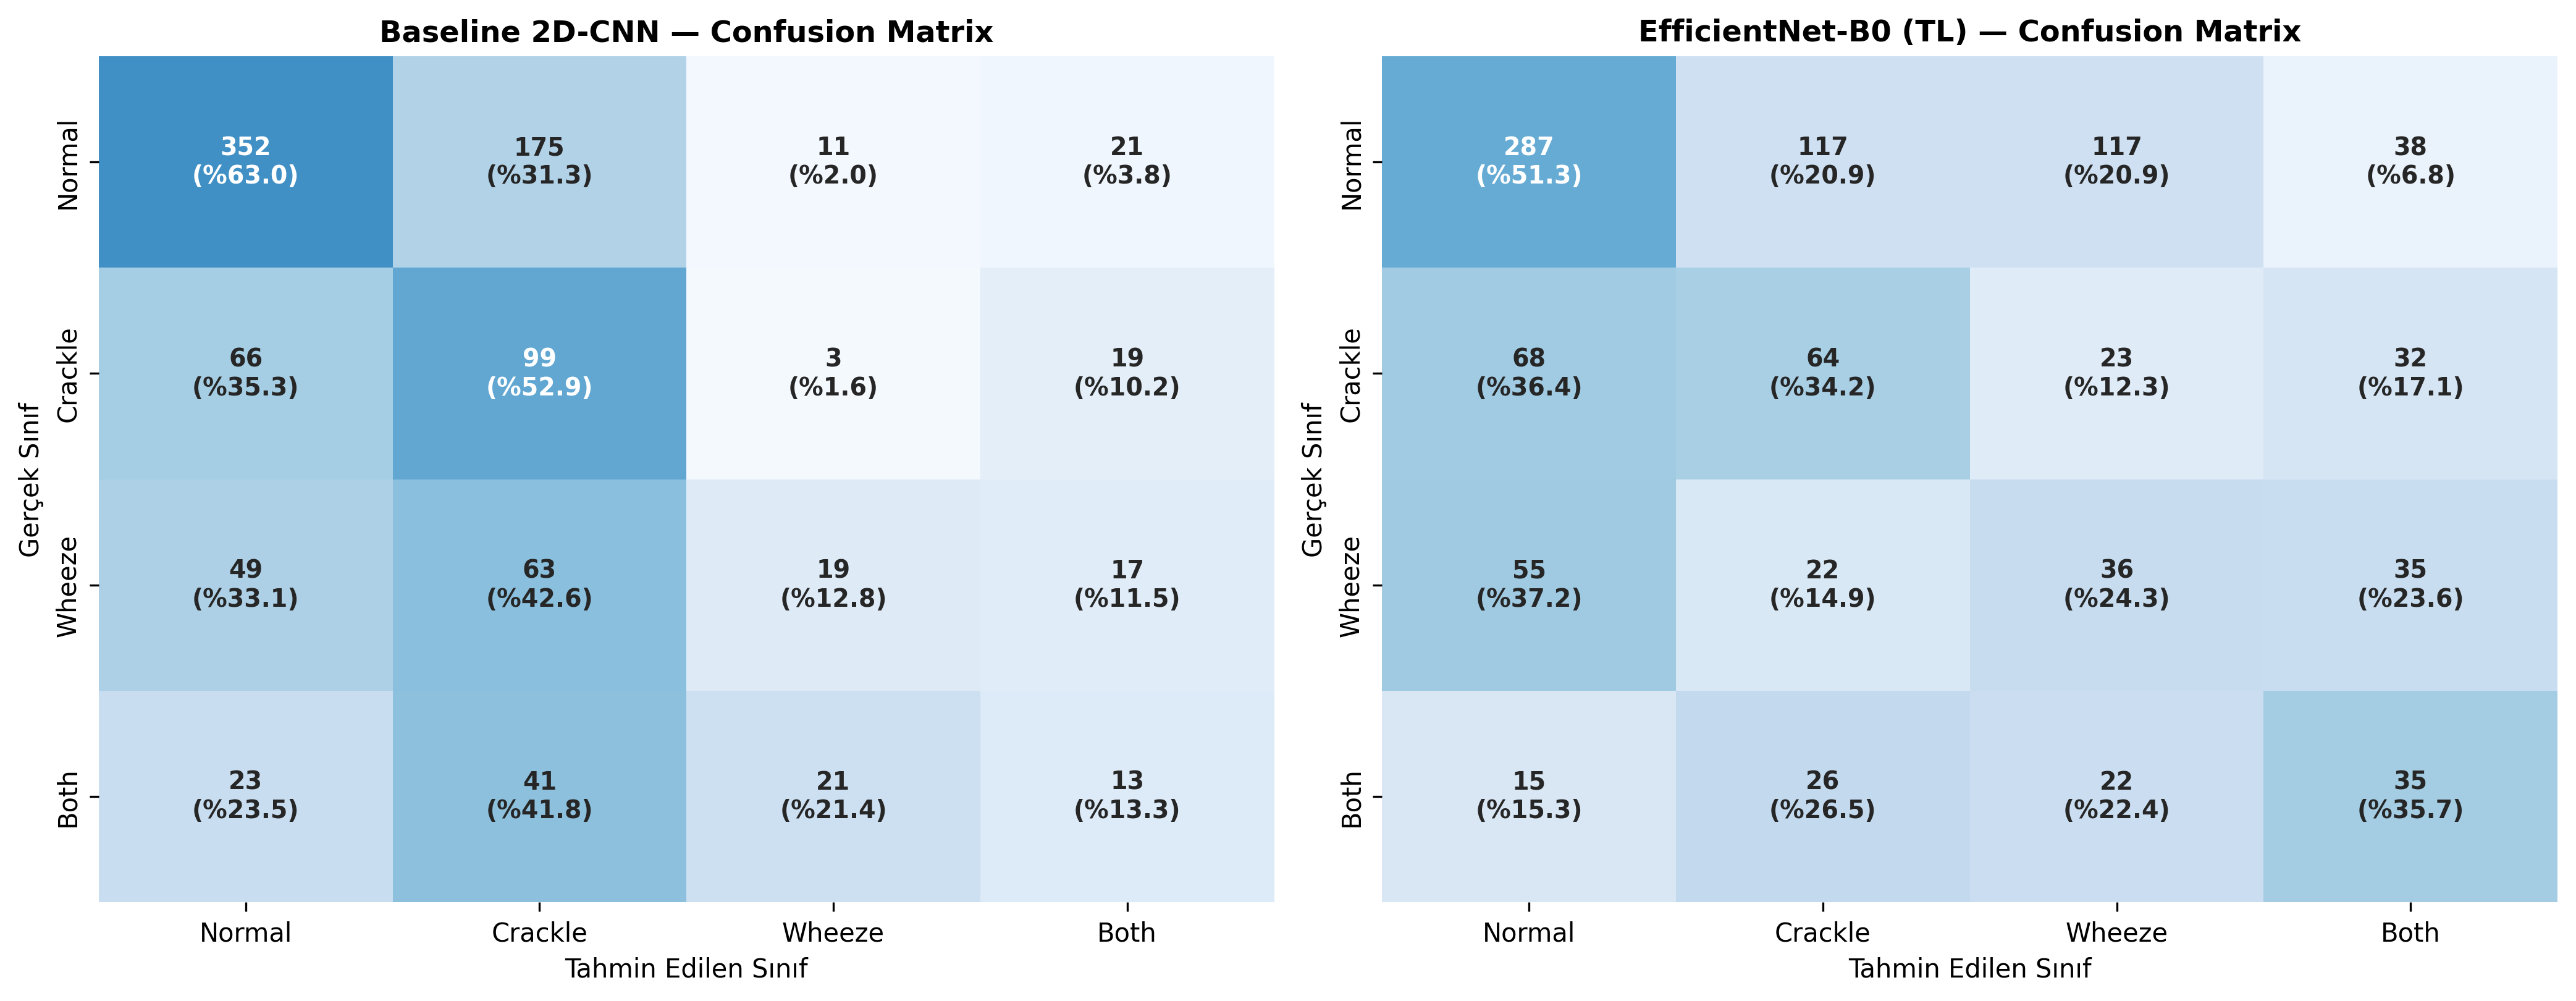 Baseline 2D-CNN — Confusion Matrix
Gerçek Sınıf
Normal
352
(%63.0)
175
(%31.3)
11
(%2.0)
21
(%3.8)
Crackle
66
(%35.3)
99
(%52.9)
3
(%1.6)
19
(%10.2)
Wheeze
49
(%33.1)
63
(%42.6)
19
(%12.8)
17
(%11.5)
Both
23
(%23.5)
41
(%41.8)
21
(%21.4)
13
(%13.3)
Normal
Crackle
Wheeze
Both
Tahmin Edilen Sınıf
EfficientNet-B0 (TL) — Confusion Matrix
Gerçek Sınıf
Normal
287
(%51.3)
117
(%20.9)
117
(%20.9)
38
(%6.8)
Crackle
68
(%36.4)
64
(%34.2)
23
(%12.3)
32
(%17.1)
Wheeze
55
(%37.2)
22
(%14.9)
36
(%24.3)
35
(%23.6)
Both
15
(%15.3)
26
(%26.5)
22
(%22.4)
35
(%35.7)
Normal
Crackle
Wheeze
Both
Tahmin Edilen Sınıf